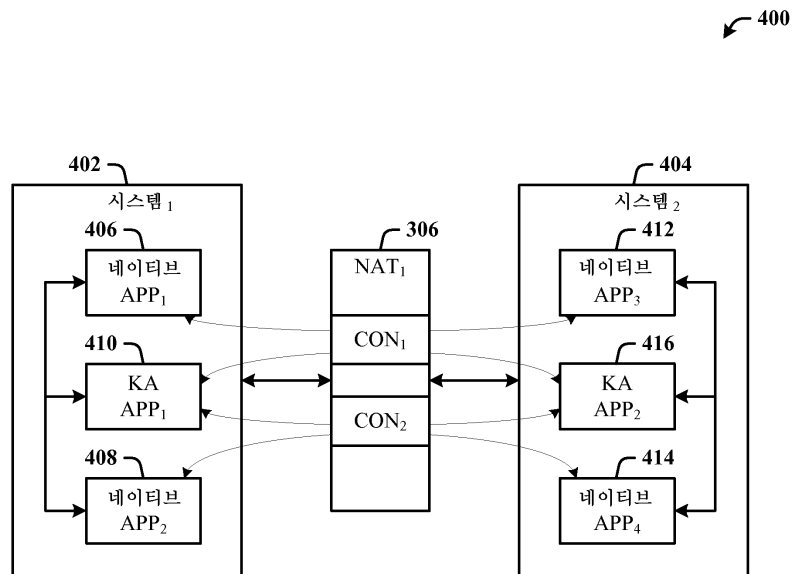 400
402
404
시스템1
시스템2
406
306
412
네이티브
APP1
NAT1
네이티브
APP3
CON1
410
416
KA
APP1
KA
APP2
CON2
408
414
네이티브
APP2
네이티브
APP4